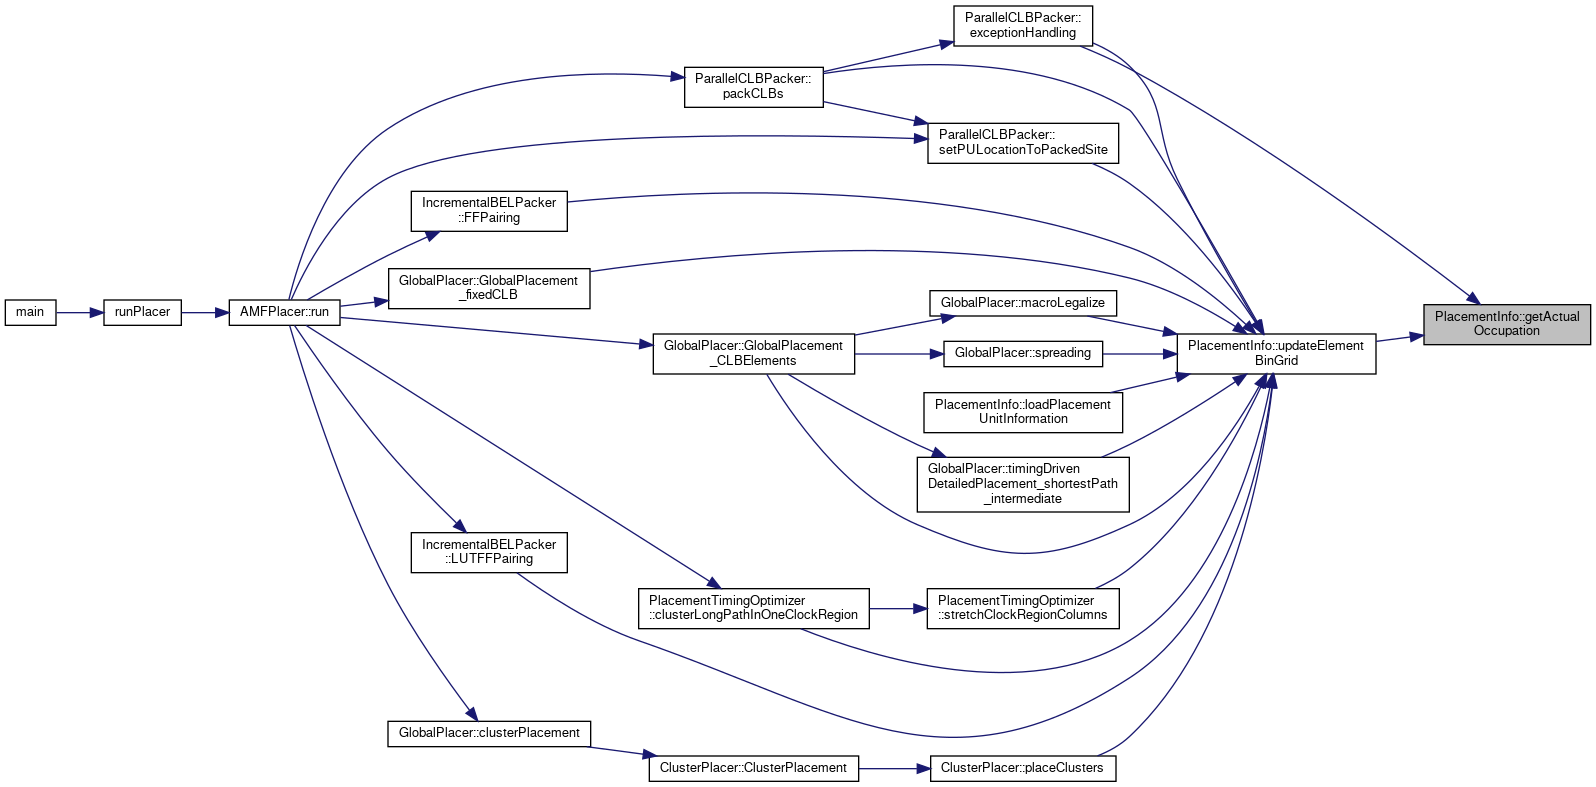 ParallelCLBPacker::
exceptionHandling
ParallelCLBPacker::
packCLBs
ParallelCLBPacker::
setPULocationToPackedSite
IncrementalBELPacker
::FFPairing
GlobalPlacer::GlobalPlacement
_fixedCLB
main
runPlacer
AMFPlacer::run
GlobalPlacer::macroLegalize
GlobalPlacer::GlobalPlacement
_CLBElements
GlobalPlacer::spreading
PlacementInfo::updateElement
BinGrid
PlacementInfo::getActual
Occupation
PlacementInfo::loadPlacement
UnitInformation
GlobalPlacer::timingDriven
DetailedPlacement_shortestPath
_intermediate
IncrementalBELPacker
::LUTFFPairing
PlacementTimingOptimizer
::clusterLongPathInOneClockRegion
PlacementTimingOptimizer
::stretchClockRegionColumns
GlobalPlacer::clusterPlacement
ClusterPlacer::ClusterPlacement
ClusterPlacer::placeClusters